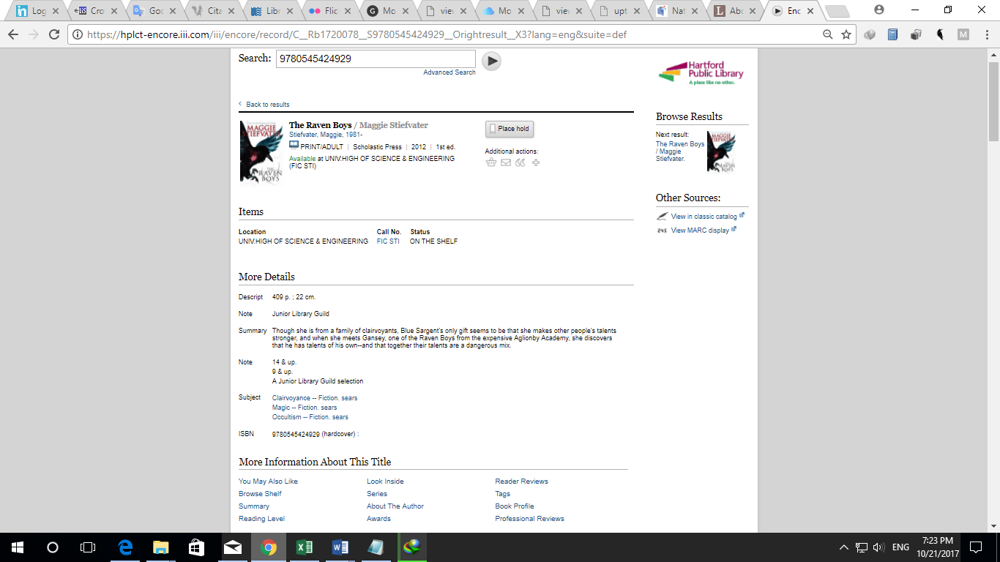 Log
Cro
Goo
Cita
Libr
Flic
Mo
view
Mo
view
upt
Nat
Abo
Enc
https://hplct-encore.iii.com/iii/encore/record/C__Rb1720078__S9780545424929__Orightresult__X3?lang=eng&suite=def
Search: 9780545424929
Advanced Search
Hartford
Public Library
A place like no other.
Back to results
MAGGIE
STIEFVATER
THE
RAVEN
BOYS
The Raven Boys / Maggie Stiefvater
Stiefvater, Maggie, 1981-
PRINT/ADULT | Scholastic Press | 2012 | 1st ed.
Available at UNIV.HIGH OF SCIENCE & ENGINEERING
(FIC STI)
Place hold
Additional actions:
Browse Results
Next result:
The Raven Boys
/ Maggie
Stiefvater.
Other Sources:
View in classic catalog
245 View MARC display
Items
Location Call No. Status
UNIV.HIGH OF SCIENCE & ENGINEERING FIC STI ON THE SHELF
More Details
Descript 409 p. ; 22 cm.
Note Junior Library Guild
Summary Though she is from a family of clairvoyants, Blue Sargent's only gift seems to be that she makes other people's talents
stronger, and when she meets Gansey, one of the Raven Boys from the expensive Aglionby Academy, she discovers
that he has talents of his own--and that together their talents are a dangerous mix.
Note 14 & up.
9 & up.
A Junior Library Guild selection
Subject Clairvoyance -- Fiction. sears
Magic -- Fiction. sears
Occultism -- Fiction. sears
ISBN 9780545424929 (hardcover) :
More Information About This Title
You May Also Like Look Inside Reader Reviews
Browse Shelf Series Tags
Summary About The Author Book Profile
Reading Level Awards Professional Reviews
ENG
7:23 PM
10/21/2017